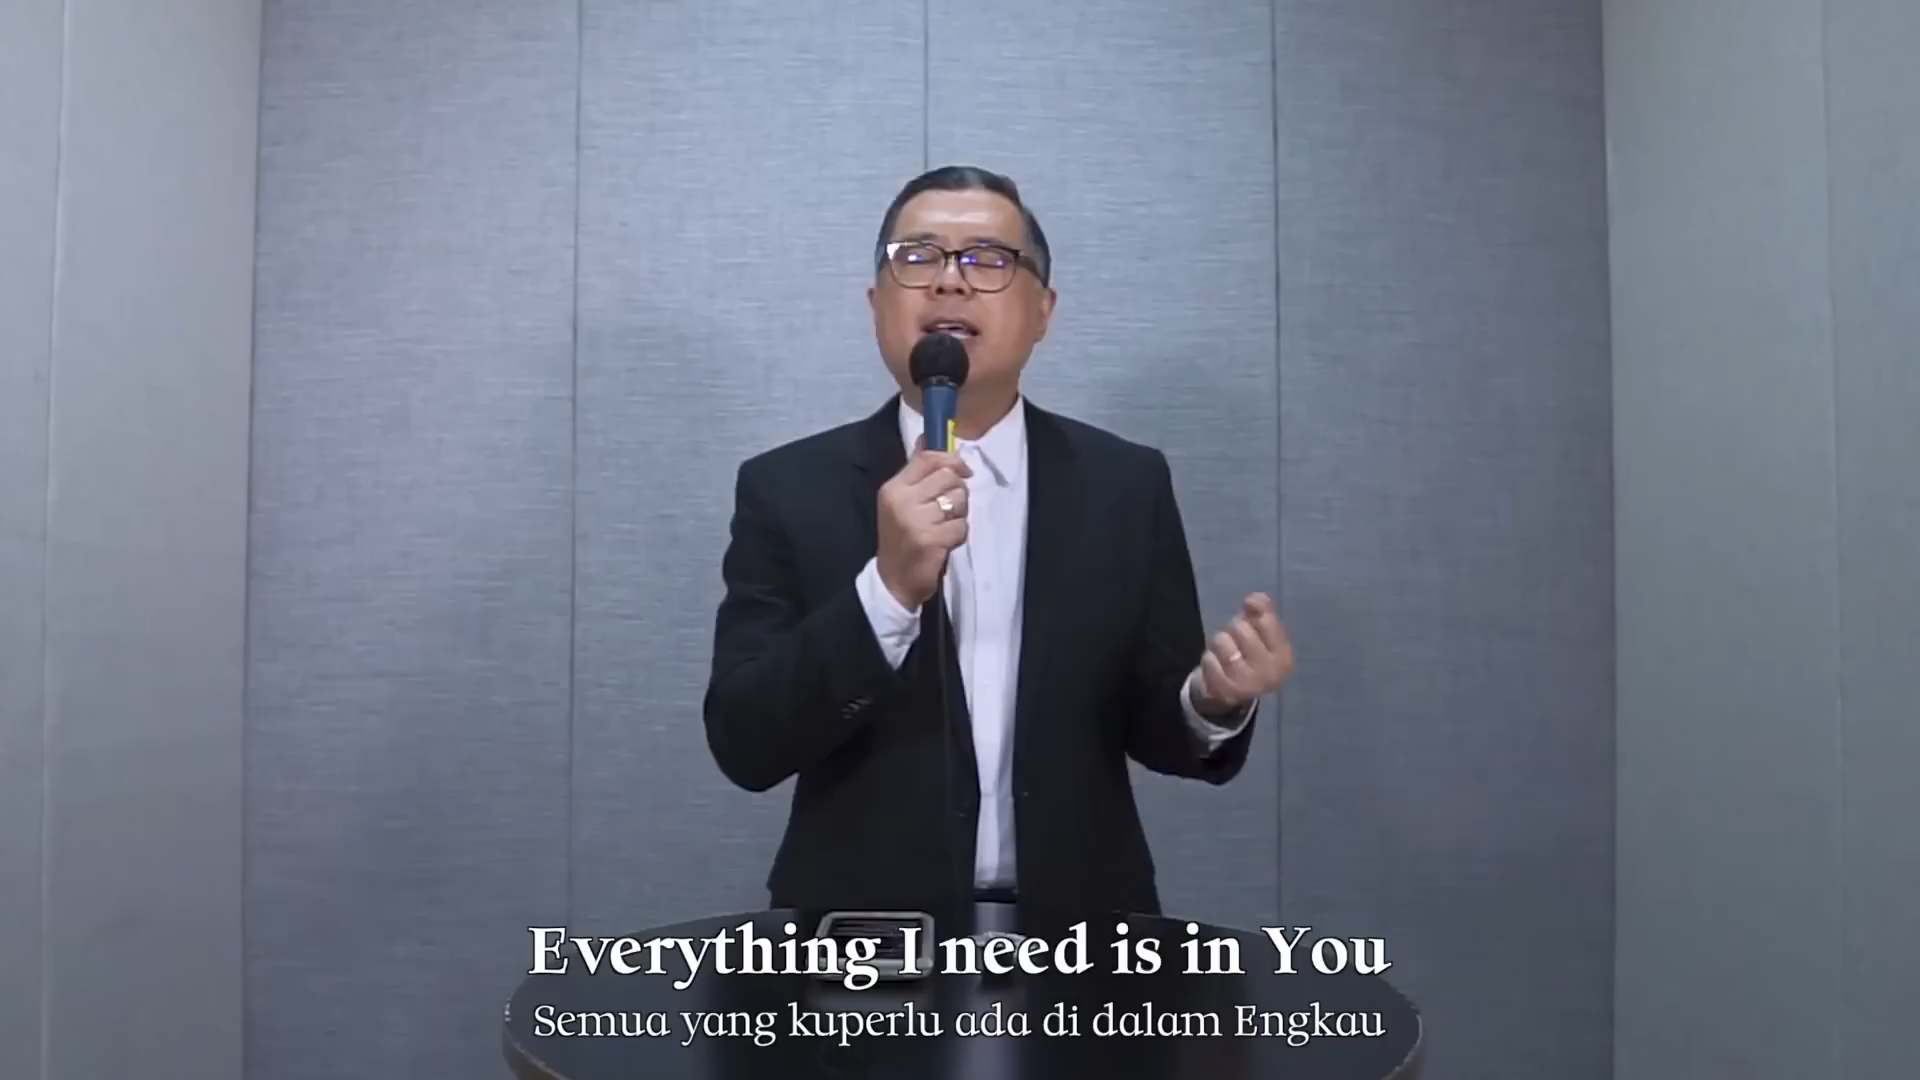 Everything I need is in You
Semua yang kuperlu ada di dalam Engkau